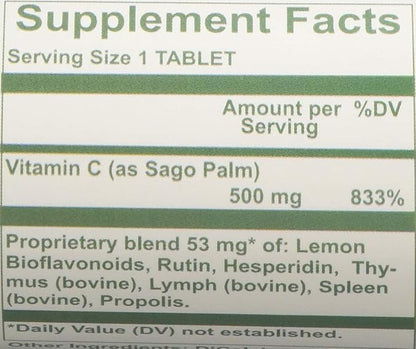 Supplement Facts
Serving Size 1 TABLET
Amount per %DV
Serving
Vitamin C (as Sago Palm)
500 mg 833%
Proprietary blend 53 mg* of: Lemon
Bioflavonoids, Rutin, Hesperidin, Thy-
mus (bovine), Lymph (bovine), Spleen
(bovine), Propolis.
*Daily Value (DV) not established.
Other Ingredients: